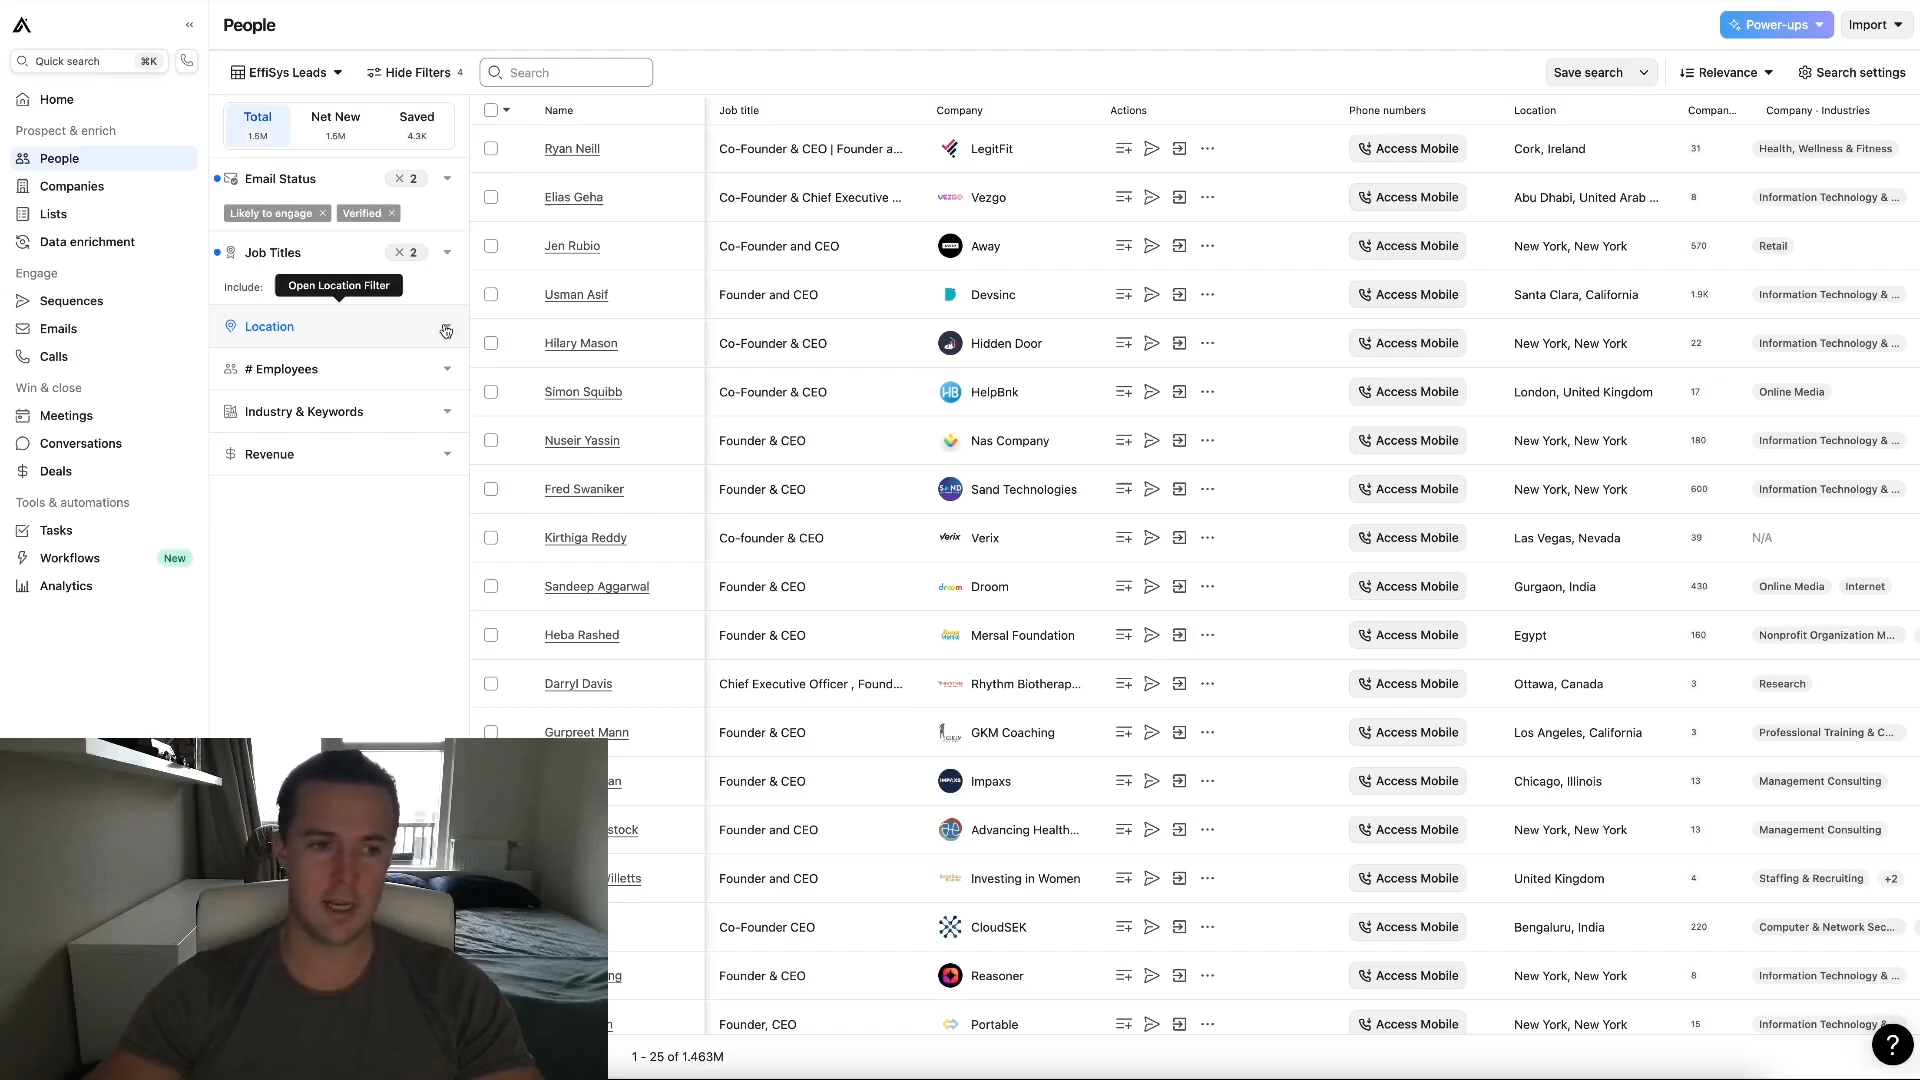 People
Power-ups
Import
Quick search
⌘K
EffiSys Leads
Hide Filters 4
Search
Save search
Relevance
Search settings
Home
Prospect & enrich
People
Companies
Lists
Data enrichment
Engage
Sequences
Emails
Calls
Win & close
Meetings
Conversations
Deals
Tools & automations
Tasks
Workflows New
Analytics
Total
1.5M
Net New
1.5M
Saved
4.3K
Email Status
2
Likely to engage
Verified
Job Titles
2
Include:
Open Location Filter
Location
# Employees
Industry & Keywords
Revenue
Name Job title Company Actions Phone numbers Location Compan... Company · Industries
Ryan Neill Co-Founder & CEO | Founder a... LegitFit Access Mobile Cork, Ireland 31 Health, Wellness & Fitness
Elias Geha Co-Founder & Chief Executive ... VEZGO Vezgo Access Mobile Abu Dhabi, United Arab ... 8 Information Technology & ...
Jen Rubio Co-Founder and CEO Away Access Mobile New York, New York 570 Retail
Usman Asif Founder and CEO Devsinc Access Mobile Santa Clara, California 1.9K Information Technology & ...
Hilary Mason Co-Founder & CEO Hidden Door Access Mobile New York, New York 22 Information Technology & ...
Simon Squibb Co-Founder & CEO HB HelpBnk Access Mobile London, United Kingdom 17 Online Media
Nuseir Yassin Founder & CEO Nas Company Access Mobile New York, New York 180 Information Technology & ...
Fred Swaniker Founder & CEO Sand Technologies Access Mobile New York, New York 600 Information Technology & ...
Kirthiga Reddy Co-founder & CEO Verix Verix Access Mobile Las Vegas, Nevada 39 N/A
Sandeep Aggarwal Founder & CEO droom Droom Access Mobile Gurgaon, India 430 Online Media Internet
Heba Rashed Founder & CEO Mersal Foundation Access Mobile Egypt 160 Nonprofit Organization M...
Darryl Davis Chief Executive Officer , Found... Rhythm Biotherap... Access Mobile Ottawa, Canada 3 Research
Gurpreet Mann Founder & CEO GKM Coaching Access Mobile Los Angeles, California 3 Professional Training & C...
an Founder & CEO IMPAXS Impaxs Access Mobile Chicago, Illinois 13 Management Consulting
stock Founder and CEO Advancing Health... Access Mobile New York, New York 13 Management Consulting
Villetts Founder and CEO Investing in Women Access Mobile United Kingdom 4 Staffing & Recruiting +2
Co-Founder CEO CloudSEK Access Mobile Bengaluru, India 220 Computer & Network Sec...
ng Founder & CEO Reasoner Access Mobile New York, New York 8 Information Technology & ...
n Founder, CEO Portable Access Mobile New York, New York 15 Information Technology &
1 - 25 of 1.463M
?